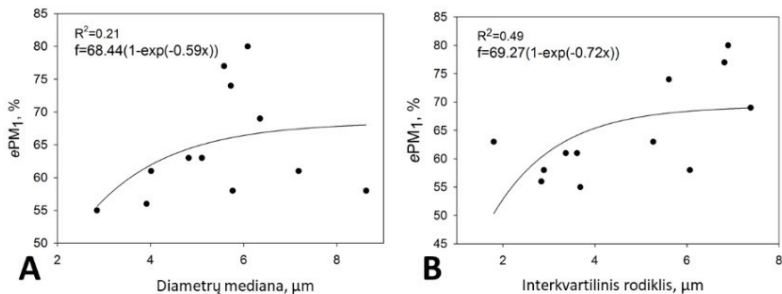 R²=0.21
f=68.44(1-exp(-0.59x))
ePM₁, %
85
80
75
70
65
60
55
50
2
4
6
8
A
Diametrų mediana, µm
R²=0.49
f=69.27(1-exp(-0.72x))
ePM₁, %
85
80
75
70
65
60
55
50
45
2
4
6
8
B
Interkvartilinis rodiklis, µm